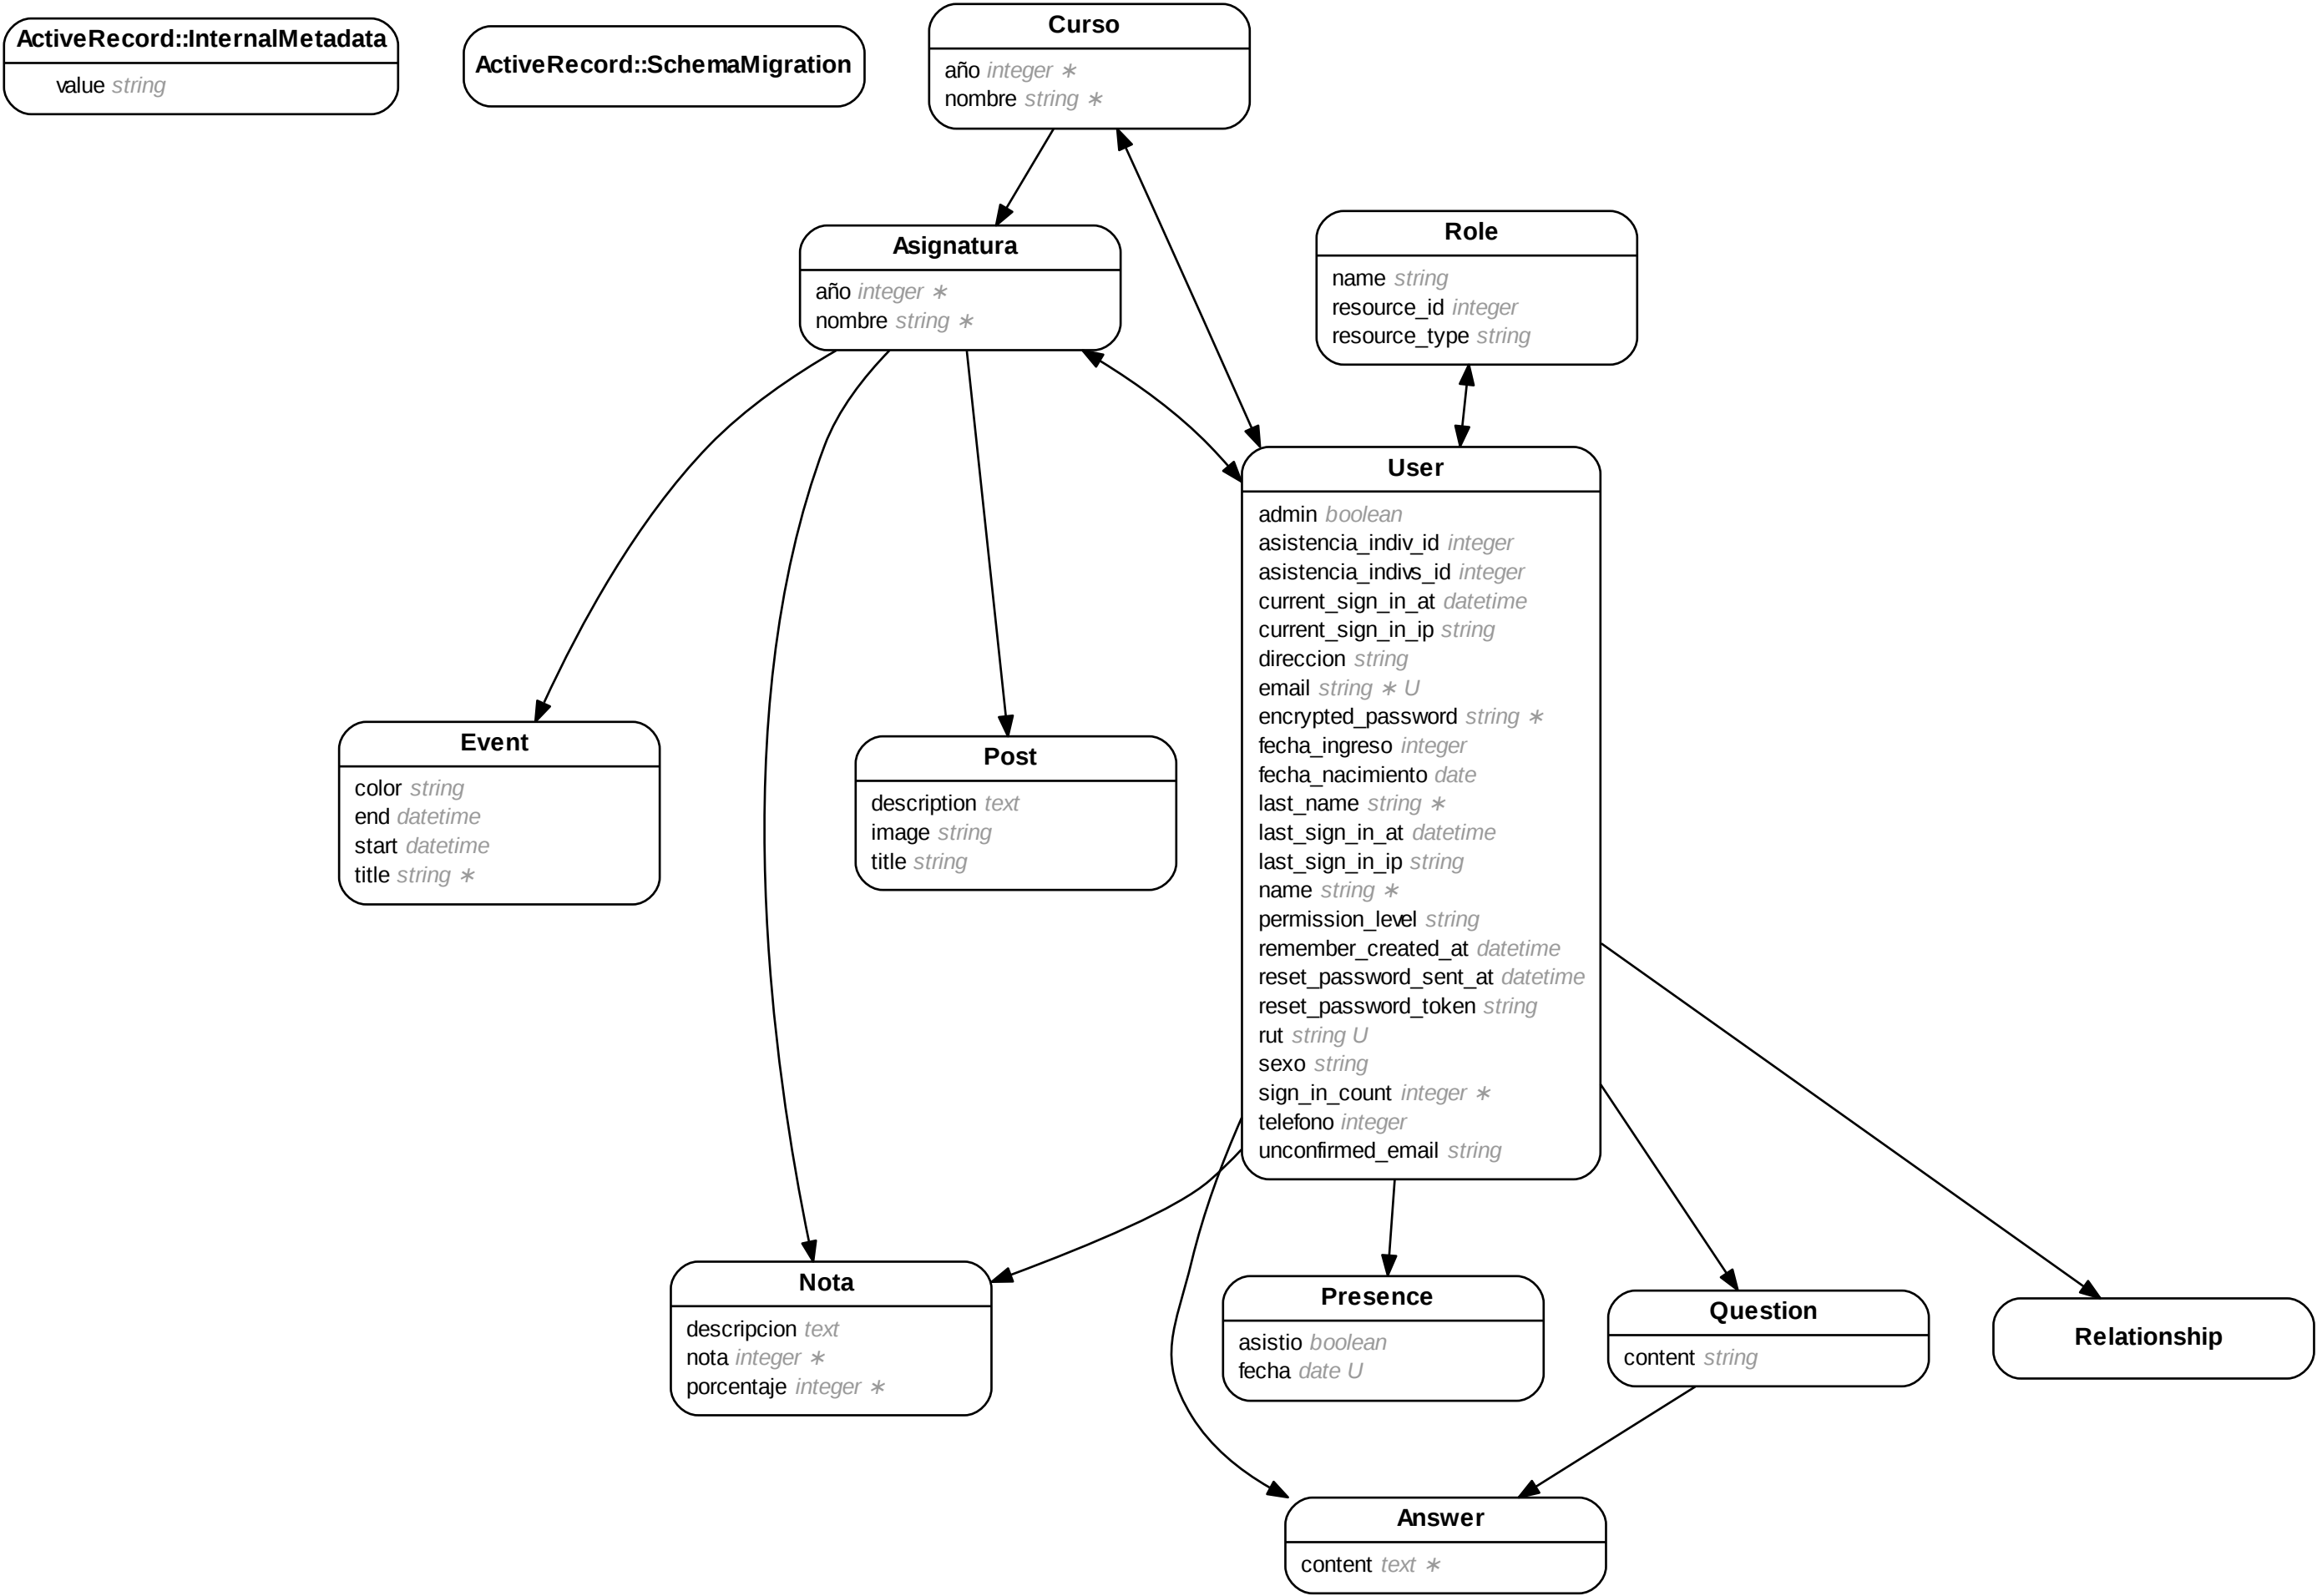 ActiveRecord::InternalMetadata
value string
ActiveRecord::SchemaMigration
Curso
año integer ∗
nombre string ∗
Asignatura
año integer ∗
nombre string ∗
Role
name string
resource_id integer
resource_type string
User
admin boolean
asistencia_indiv_id integer
asistencia_indivs_id integer
current_sign_in_at datetime
current_sign_in_ip string
direccion string
email string ∗ U
encrypted_password string ∗
fecha_ingreso integer
fecha_nacimiento date
last_name string ∗
last_sign_in_at datetime
last_sign_in_ip string
name string ∗
permission_level string
remember_created_at datetime
reset_password_sent_at datetime
reset_password_token string
rut string U
sexo string
sign_in_count integer ∗
telefono integer
unconfirmed_email string
Event
color string
end datetime
start datetime
title string ∗
Post
description text
image string
title string
Nota
descripcion text
nota integer ∗
porcentaje integer ∗
Presence
asistio boolean
fecha date U
Question
content string
Relationship
Answer
content text ∗